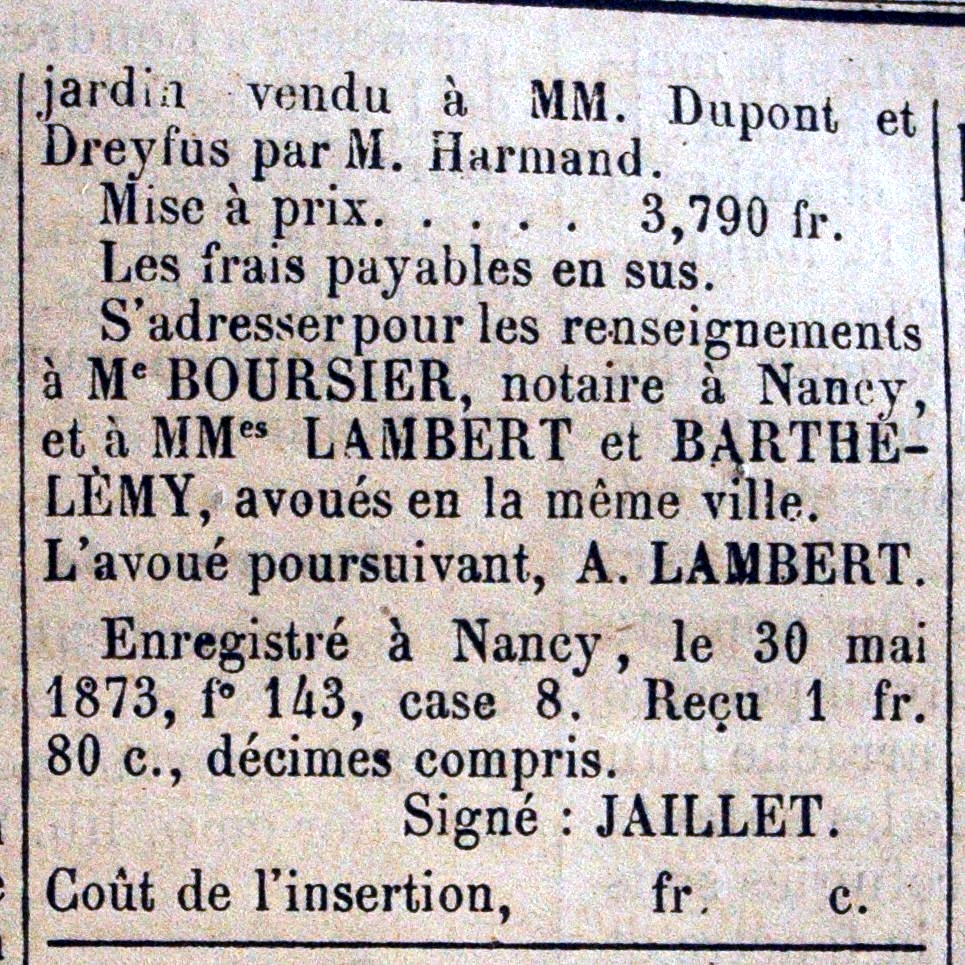 jardin vendu à MM. Dupont et
Dreyfus par M. Harmand.
Mise à prix. . . . . 3,790 fr.
Les frais payables en sus.
S'adresser pour les renseignements
à Me BOURSIER, notaire à Nancy,
et à MMes LAMBERT et BARTHÉ-
LÉMY, avoués en la même ville.
L'avoué poursuivant, A. LAMBERT.
Enregistré à Nancy, le 30 mai
1873, f° 143, case 8. Reçu 1 fr.
80 c., décimes compris.
Signé : JAILLET.
Coût de l'insertion, fr. c.